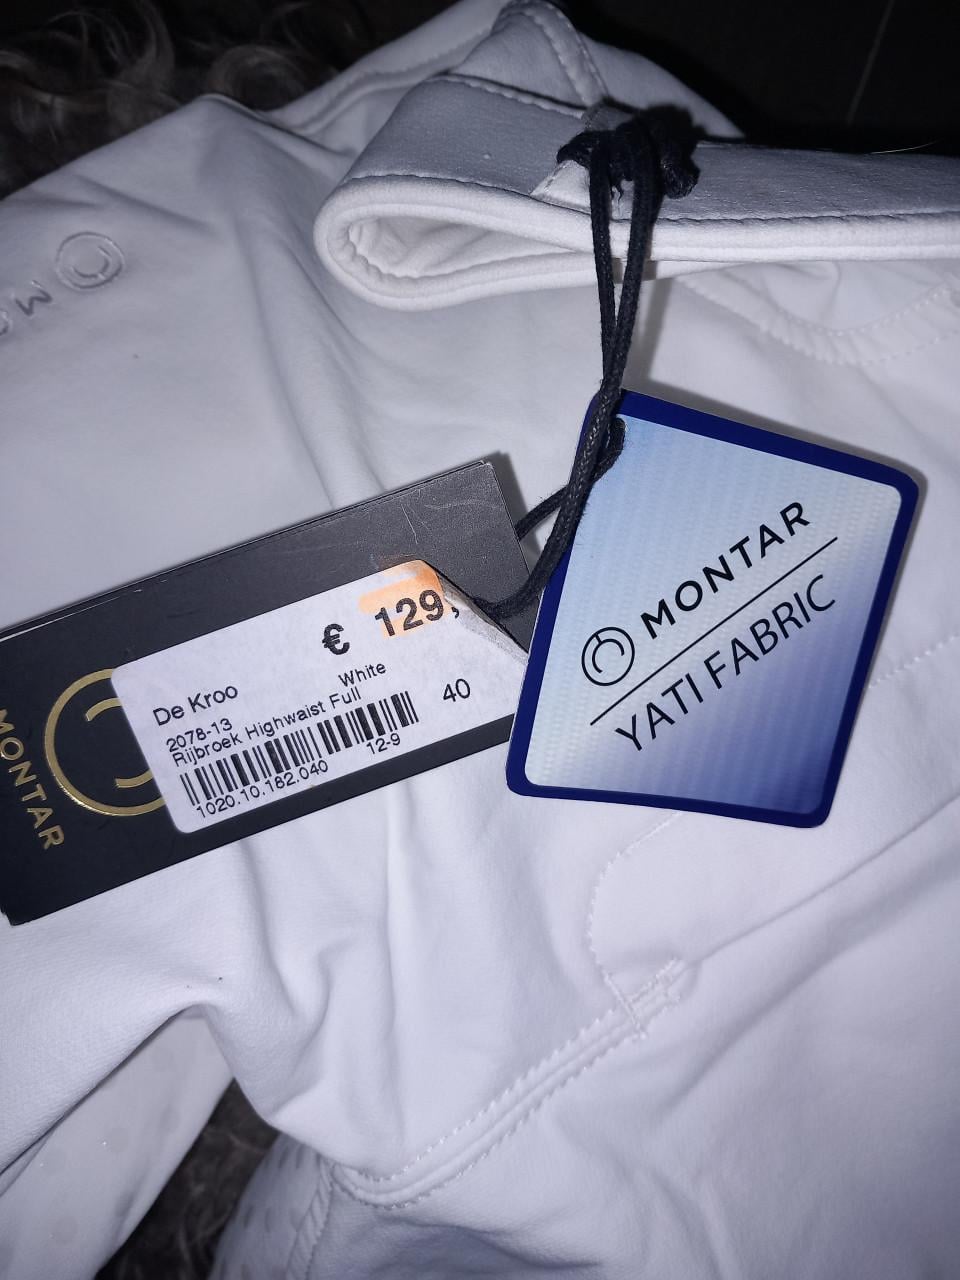 MONTAR
€ 129,
De Kroo
White
2078-13
Rijbroek Highwaist Full
40
12-9
1020.10.182.040
MONTAR
YATI FABRIC